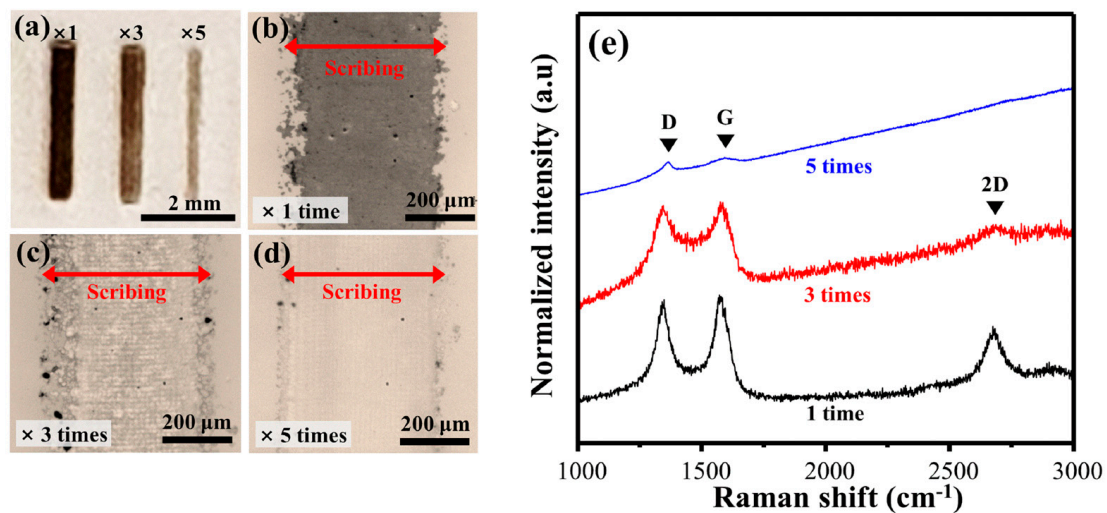 (a)
×1 ×3 ×5
2 mm
(b)
Scribing
× 1 time
200 μm
(c)
Scribing
× 3 times
200 μm
(d)
Scribing
× 5 times
200 μm
(e)
Normalized intensity (a.u)
D
G
5 times
2D
3 times
1 time
1000 1500 2000 2500 3000
Raman shift (cm⁻¹)